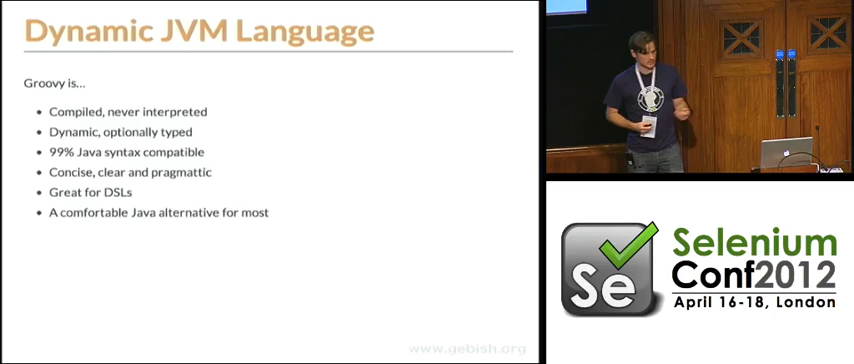 Dynamic JVM Language
Groovy is...
Compiled, never interpreted
Dynamic, optionally typed
99% Java syntax compatible
Concise, clear and pragmattic
Great for DSLs
A comfortable Java alternative for most
www.gebish.org
Se
Selenium
Conf2012
April 16-18, London